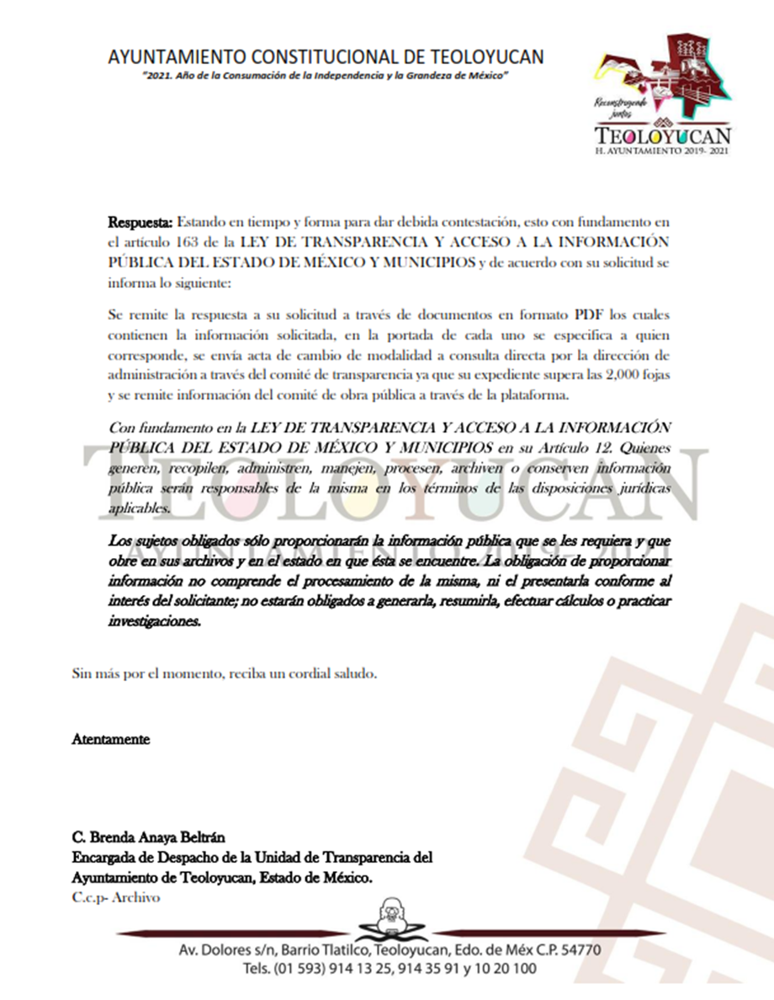 AYUNTAMIENTO CONSTITUCIONAL DE TEOLOYUCAN
"2021. Año de la Consumación de la Independencia y la Grandeza de México"
Reconstruyendo
juntos
TEOLOYUCAN
H. AYUNTAMIENTO 2019- 2021
Respuesta: Estando en tiempo y forma para dar debida contestación, esto con fundamento en
el artículo 163 de la LEY DE TRANSPARENCIA Y ACCESO A LA INFORMACIÓN
PÚBLICA DEL ESTADO DE MÉXICO Y MUNICIPIOS y de acuerdo con su solicitud se
informa lo siguiente:
Se remite la respuesta a su solicitud a través de documentos en formato PDF los cuales
contienen la información solicitada, en la portada de cada uno se especifica a quien
corresponde, se envía acta de cambio de modalidad a consulta directa por la dirección de
administración a través del comité de transparencia ya que su expediente supera las 2,000 fojas
y se remite información del comité de obra pública a través de la plataforma.
Con fundamento en la LEY DE TRANSPARENCIA Y ACCESO A LA INFORMACIÓN
PÚBLICA DEL ESTADO DE MÉXICO Y MUNICIPIOS en su Artículo 12. Quienes
generen, recopilen, administren, manejen, procesen, archiven o conserven información
pública serán responsables de la misma en los términos de las disposiciones jurídicas
aplicables.
TEOLOYUCAN
AYUNTAMIENTO 2019- 2021
Los sujetos obligados sólo proporcionarán la información pública que se les requiera y que
obre en sus archivos y en el estado en que ésta se encuentre. La obligación de proporcionar
información no comprende el procesamiento de la misma, ni el presentarla conforme al
interés del solicitante; no estarán obligados a generarla, resumirla, efectuar cálculos o practicar
investigaciones.
Sin más por el momento, reciba un cordial saludo.
Atentamente
C. Brenda Anaya Beltrán
Encargada de Despacho de la Unidad de Transparencia del
Ayuntamiento de Teoloyucan, Estado de México.
C.c.p- Archivo
Av. Dolores s/n, Barrio Tlatilco, Teoloyucan, Edo. de Méx C.P. 54770
Tels. (01 593) 914 13 25, 914 35 91 y 10 20 100